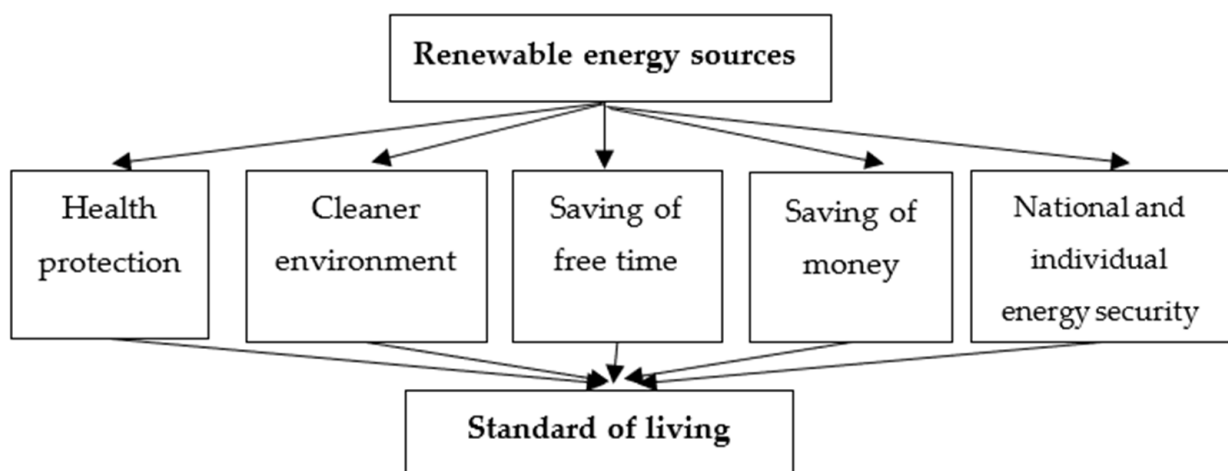 Renewable energy sources
Health
protection
Cleaner
environment
Saving of
free time
Saving of
money
National and
individual
energy security
Standard of living